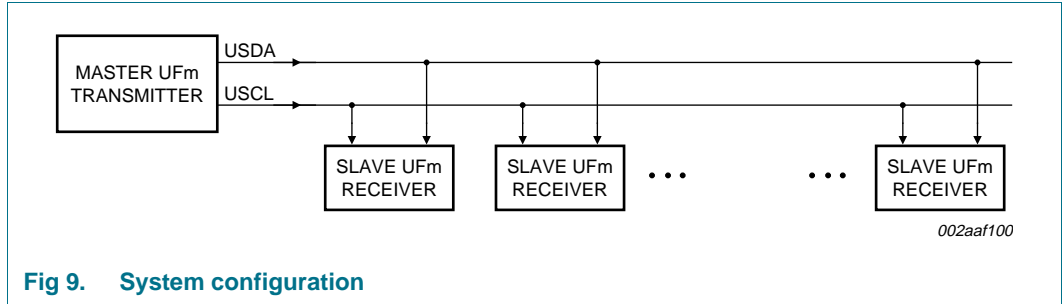 USDA
MASTER UFm
TRANSMITTER
USCL
SLAVE UFm
RECEIVER
SLAVE UFm
RECEIVER
SLAVE UFm
RECEIVER
002aaf100
Fig 9. System configuration